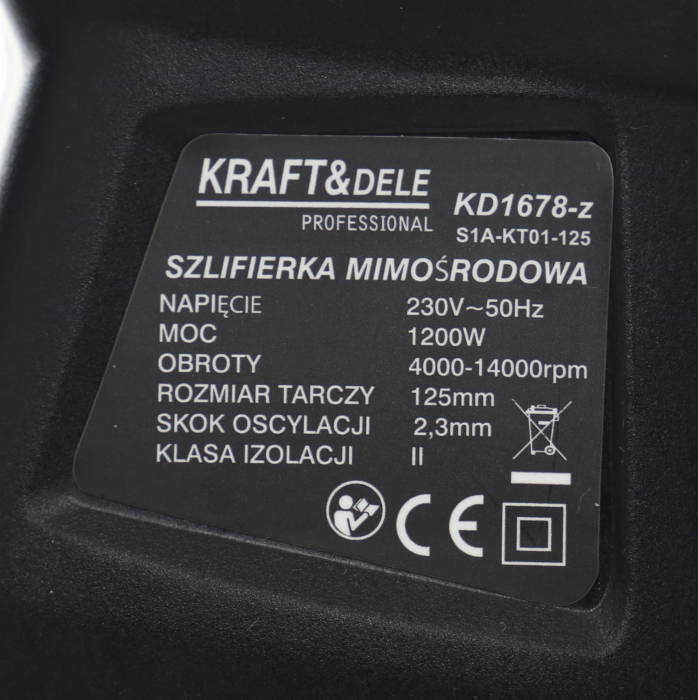 KRAFT&DELE
PROFESSIONAL
KD1678-z
S1A-KT01-125
SZLIFIERKA MIMOŚRODOWA
NAPIĘCIE 230V~50Hz
MOC 1200W
OBROTY 4000-14000rpm
ROZMIAR TARCZY 125mm
SKOK OSCYLACJI 2,3mm
KLASA IZOLACJI II
CE